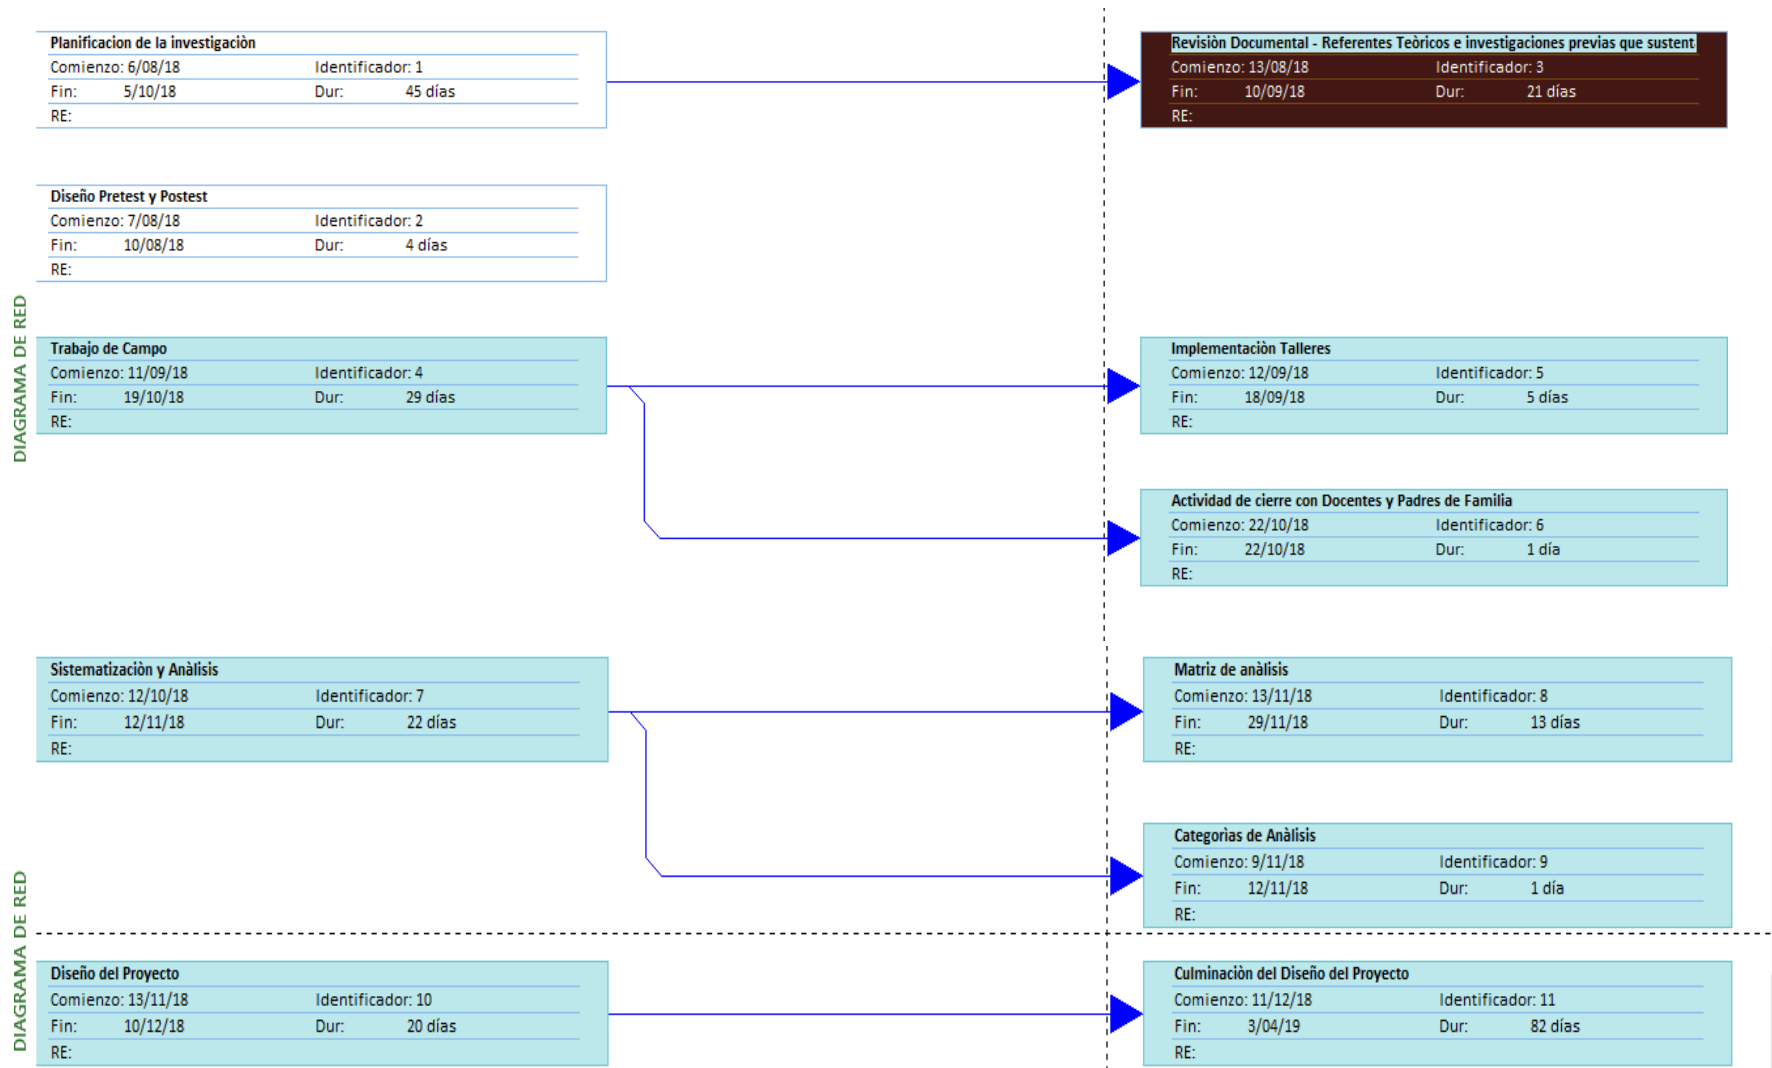 DIAGRAMA DE RED
Planificacion de la investigaciòn
Comienzo: 6/08/18 Identificador: 1
Fin: 5/10/18 Dur: 45 días
RE:
Revisiòn Documental - Referentes Teòricos e investigaciones previas que sustent
Comienzo: 13/08/18 Identificador: 3
Fin: 10/09/18 Dur: 21 días
RE:
Diseño Pretest y Postest
Comienzo: 7/08/18 Identificador: 2
Fin: 10/08/18 Dur: 4 días
RE:
Trabajo de Campo
Comienzo: 11/09/18 Identificador: 4
Fin: 19/10/18 Dur: 29 días
RE:
Implementaciòn Talleres
Comienzo: 12/09/18 Identificador: 5
Fin: 18/09/18 Dur: 5 días
RE:
Actividad de cierre con Docentes y Padres de Familia
Comienzo: 22/10/18 Identificador: 6
Fin: 22/10/18 Dur: 1 día
RE:
Sistematizaciòn y Anàlisis
Comienzo: 12/10/18 Identificador: 7
Fin: 12/11/18 Dur: 22 días
RE:
Matriz de anàlisis
Comienzo: 13/11/18 Identificador: 8
Fin: 29/11/18 Dur: 13 días
RE:
Categorìas de Anàlisis
Comienzo: 9/11/18 Identificador: 9
Fin: 12/11/18 Dur: 1 día
RE:
DIAGRAMA DE RED
Diseño del Proyecto
Comienzo: 13/11/18 Identificador: 10
Fin: 10/12/18 Dur: 20 días
RE:
Culminaciòn del Diseño del Proyecto
Comienzo: 11/12/18 Identificador: 11
Fin: 3/04/19 Dur: 82 días
RE: